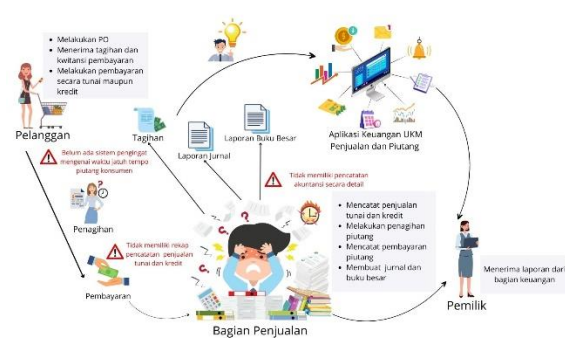 Melakukan PO
Menerima tagihan dan
kwitansi pembayaran
Melakukan pembayaran
secara tunai maupun
kredit
Pelanggan
Tagihan
Laporan Jurnal
Laporan Buku Besar
Aplikasi Keuangan UKM
Penjualan dan Piutang
Belum ada sistem pengingat
mengenai waktu jatuh tempo
piutang konsumen
Tidak memiliki pencatatan
akuntansi secara detail
Penagihan
Tidak memiliki rekap
pencatatan penjualan
tunai dan kredit
Pembayaran
Mencatat penjualan
tunai dan kredit
Melakukan penagihan
piutang
Mencatat pembayaran
piutang
Membuat jurnal dan
buku besar
Bagian Penjualan
Menerima laporan dari
bagian keuangan
Pemilik